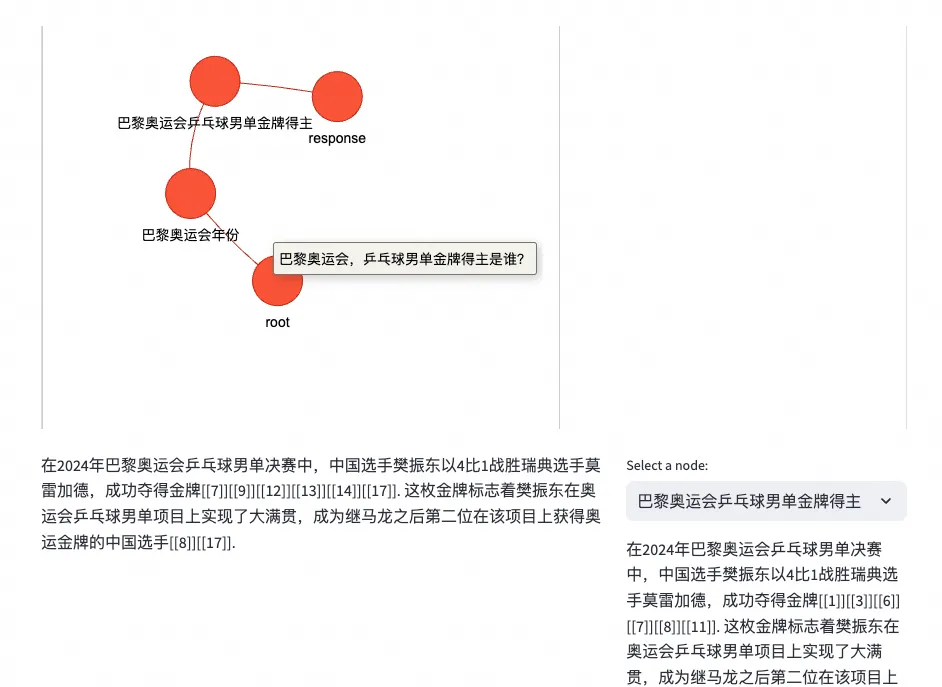 巴黎奥运会乒乓球男单金牌得主
response
巴黎奥运会年份
巴黎奥运会，乒乓球男单金牌得主是谁？
root
在2024年巴黎奥运会乒乓球男单决赛中，中国选手樊振东以4比1战胜瑞典选手莫
雷加德，成功夺得金牌[[7]][[9]][[12]][[13]][[14]][[17]]. 这枚金牌标志着樊振东在奥
运会乒乓球男单项目上实现了大满贯，成为继马龙之后第二位在该项目上获得奥
运金牌的中国选手[[8]][[17]].
Select a node:
巴黎奥运会乒乓球男单金牌得主
在2024年巴黎奥运会乒乓球男单决赛
中，中国选手樊振东以4比1战胜瑞典选
手莫雷加德，成功夺得金牌[[1]][[3]][[6]]
[[7]][[8]][[11]]. 这枚金牌标志着樊振东在
奥运会乒乓球男单项目上实现了大满
贯，成为继马龙之后第二位在该项目上